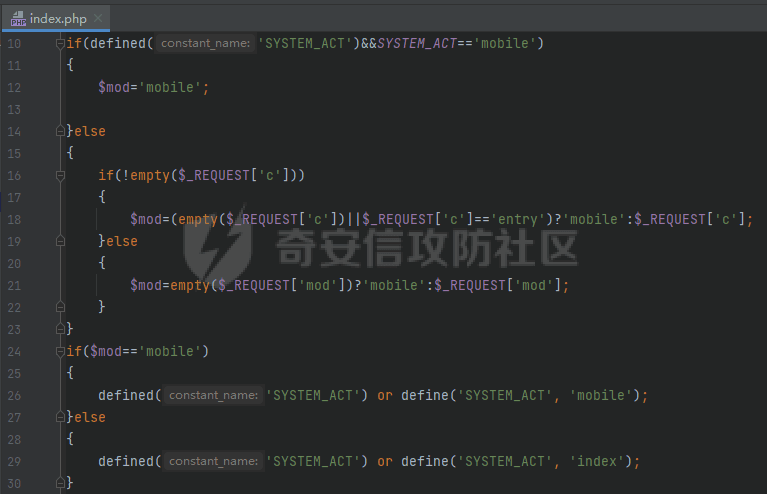 index.php
10 if(defined( constant_name: 'SYSTEM_ACT')&&SYSTEM_ACT=='mobile')
11 {
12 $mod='mobile';
13
14 }else
15 {
16 if(!empty($_REQUEST['c']))
17 {
18 $mod=(empty($_REQUEST['c'])||$_REQUEST['c']=='entry')?'mobile':$_REQUEST['c'];
19 }else
20 {
21 $mod=empty($_REQUEST['mod'])?'mobile':$_REQUEST['mod'];
22 }
23 }
24 if($mod=='mobile')
25 {
26 defined( constant_name: 'SYSTEM_ACT') or define('SYSTEM_ACT', 'mobile');
27 }else
28 {
29 defined( constant_name: 'SYSTEM_ACT') or define('SYSTEM_ACT', 'index');
30 }
奇安信攻防社区